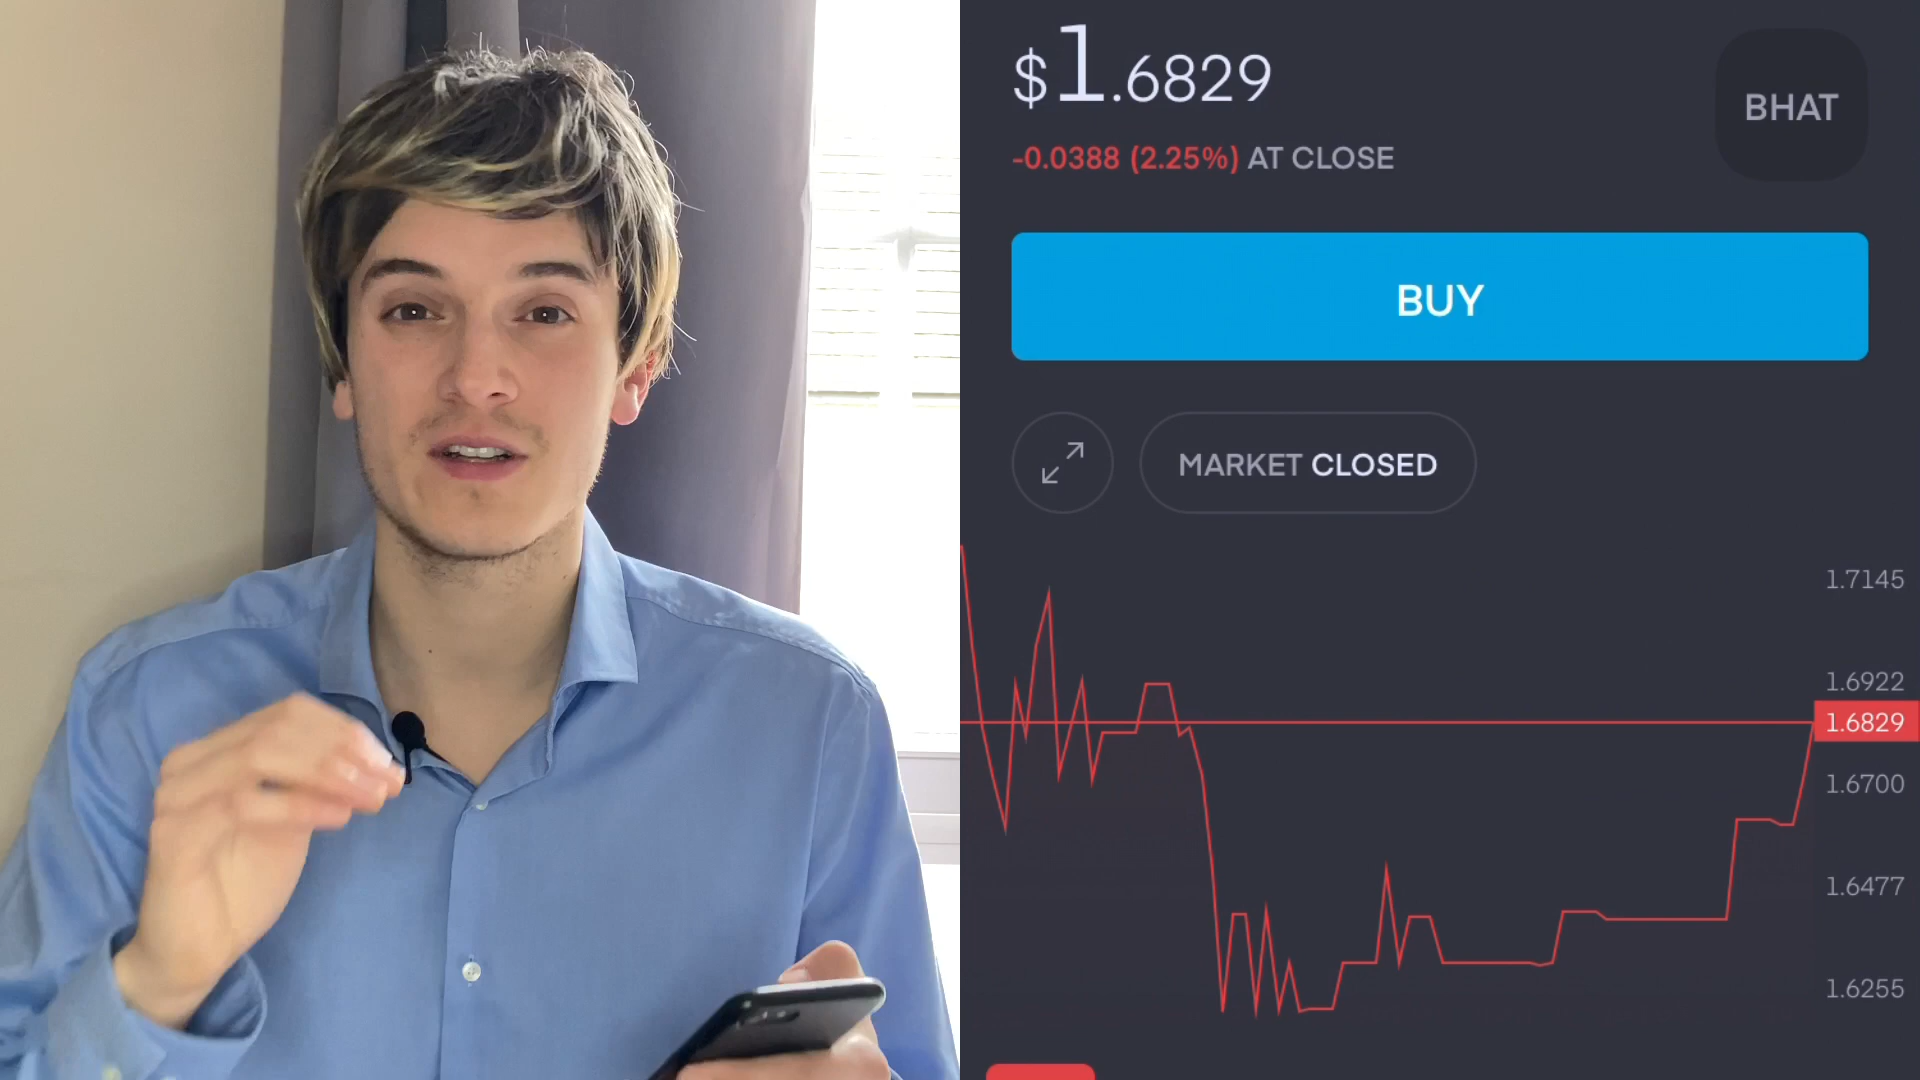 $1.6829
BHAT
-0.0388 (2.25%) AT CLOSE
BUY
MARKET CLOSED
1.7145
1.6922
1.6829
1.6700
1.6477
1.6255